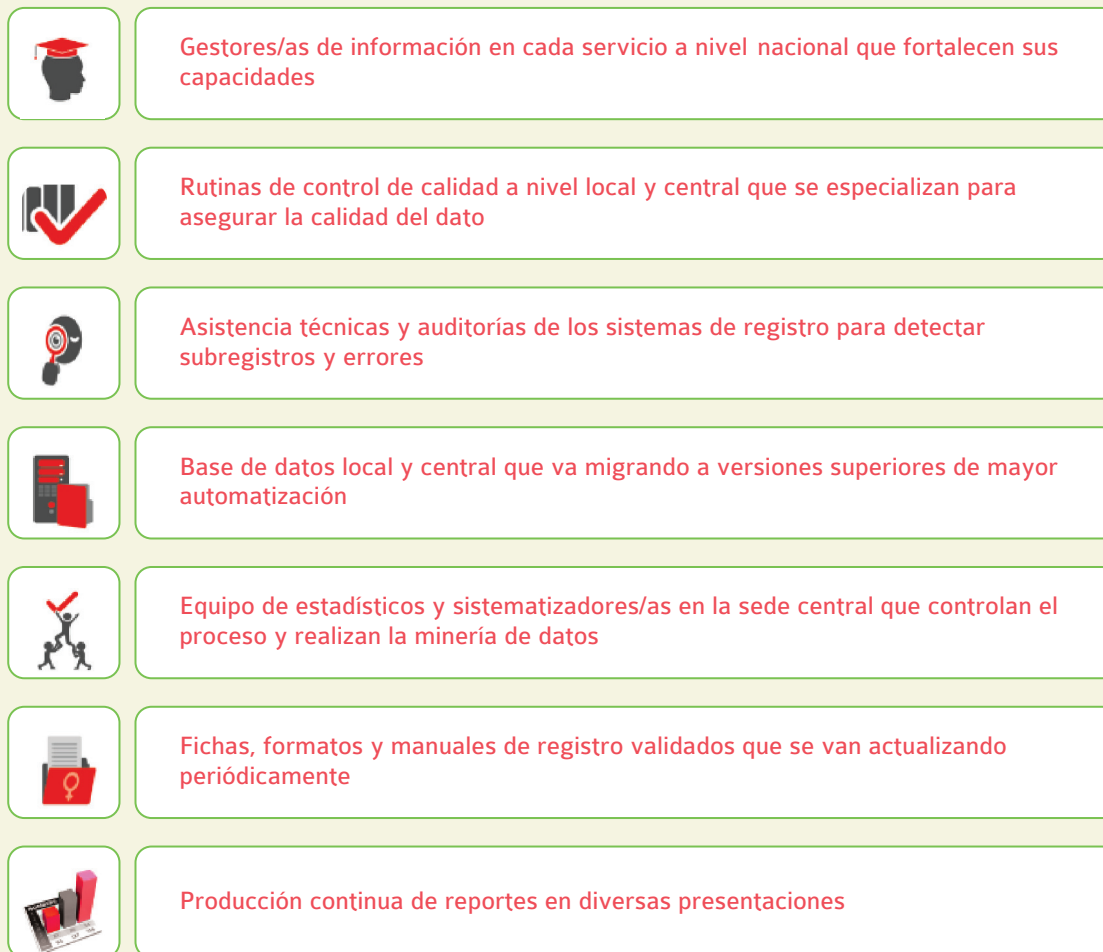 Gestores/as de información en cada servicio a nivel nacional que fortalecen sus
capacidades
Rutinas de control de calidad a nivel local y central que se especializan para
asegurar la calidad del dato
Asistencia técnicas y auditorías de los sistemas de registro para detectar
subregistros y errores
Base de datos local y central que va migrando a versiones superiores de mayor
automatización
Equipo de estadísticos y sistematizadores/as en la sede central que controlan el
proceso y realizan la minería de datos
Fichas, formatos y manuales de registro validados que se van actualizando
periódicamente
Producción continua de reportes en diversas presentaciones